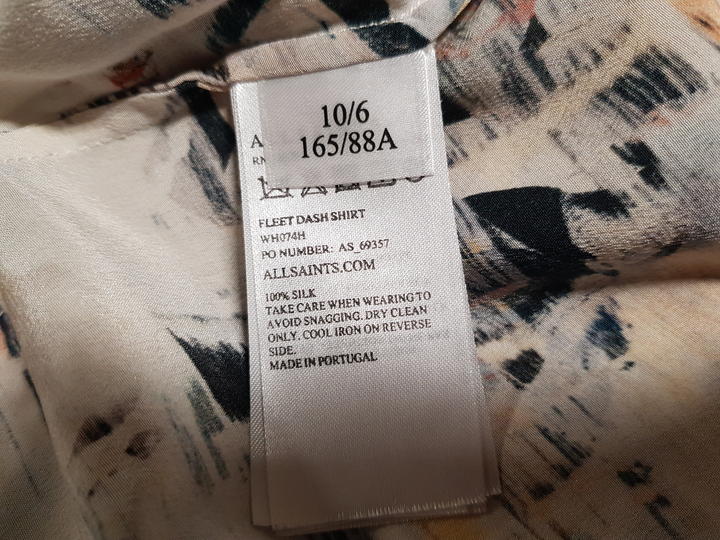 10/6
165/88A
A
RN
FLEET DASH SHIRT
WH074H
PO NUMBER: AS_69357
ALLSAINTS.COM
100% SILK
TAKE CARE WHEN WEARING TO
AVOID SNAGGING. DRY CLEAN
ONLY. COOL IRON ON REVERSE
SIDE.
MADE IN PORTUGAL